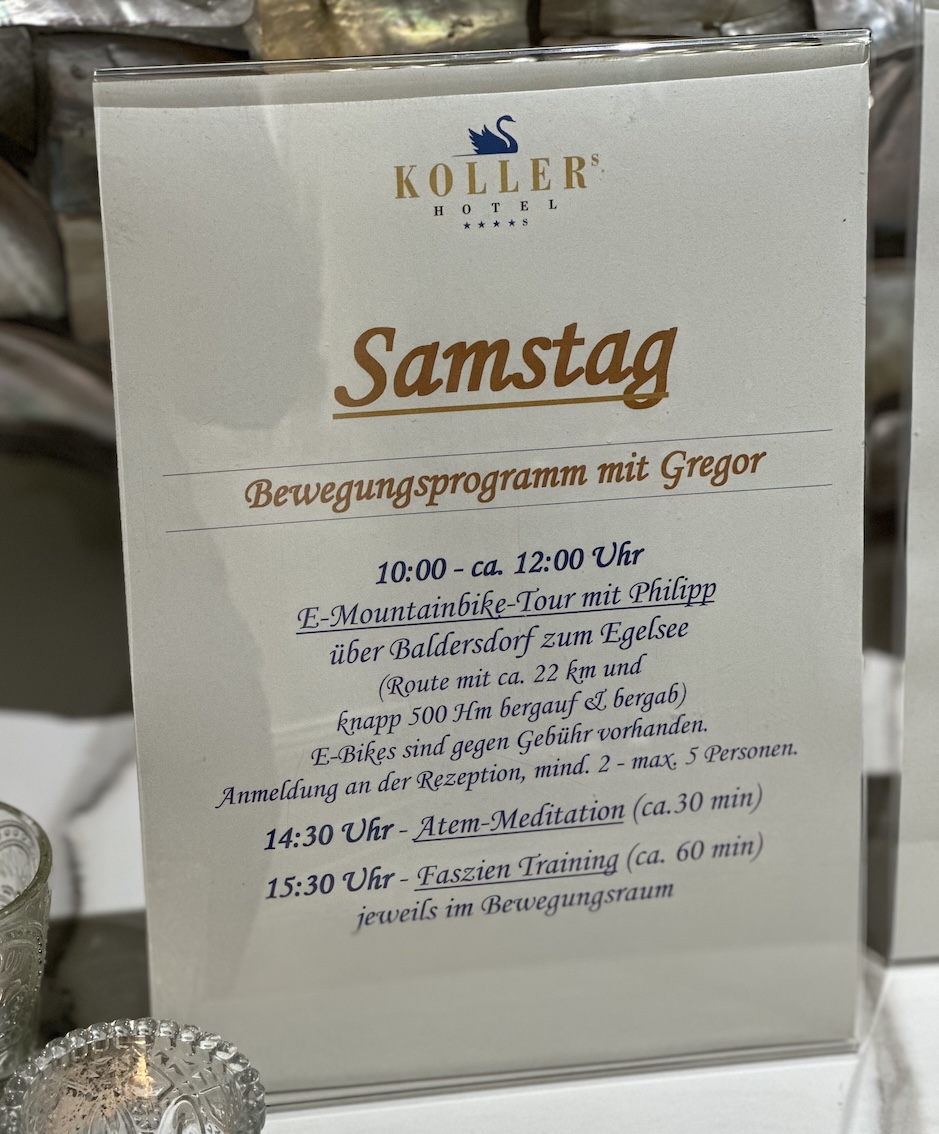 KOLLERs
HOTEL
★★★★s
Samstag
Bewegungsprogramm mit Gregor
10:00 - ca. 12:00 Uhr
E-Mountainbike-Tour mit Philipp
über Baldersdorf zum Egelsee
(Route mit ca. 22 km und
knapp 500 Hm bergauf & bergab)
E-Bikes sind gegen Gebühr vorhanden.
Anmeldung an der Rezeption, mind. 2 - max. 5 Personen.
14:30 Uhr - Atem-Meditation (ca.30 min)
15:30 Uhr - Faszien Training (ca. 60 min)
jeweils im Bewegungsraum